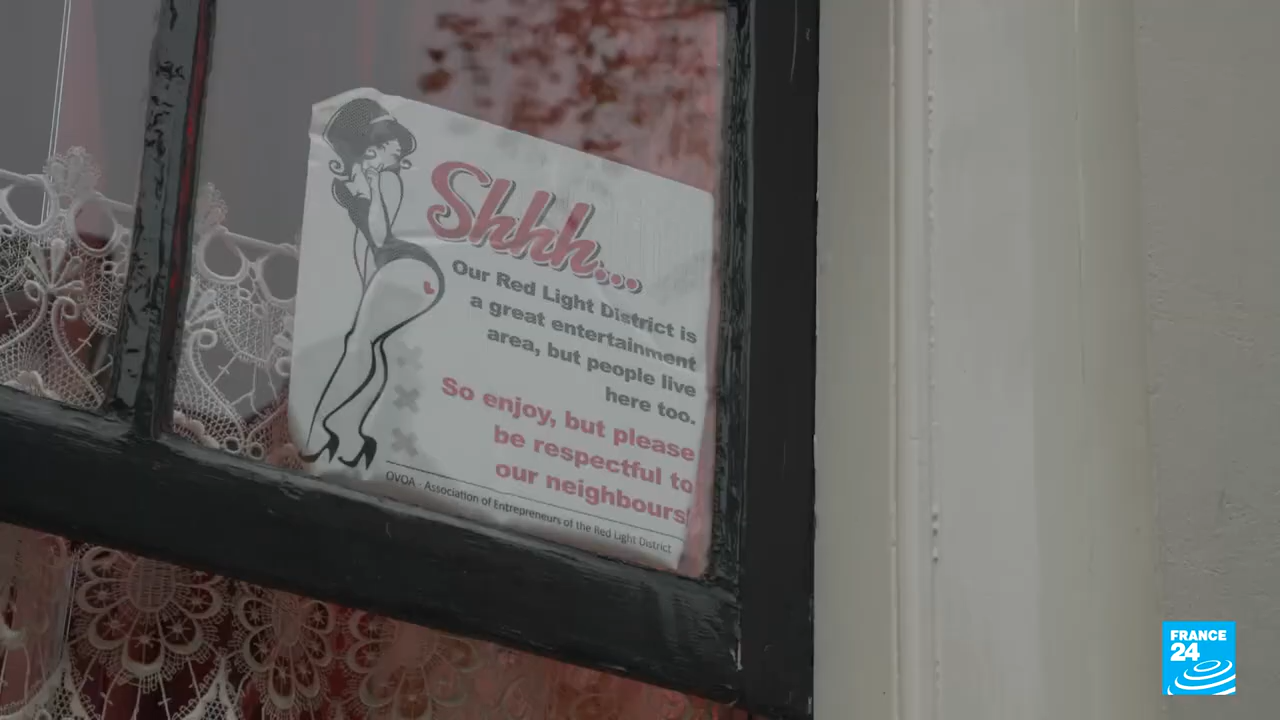 Shhh...
Our Red Light District is
a great entertainment
area, but people live
here too.
So enjoy, but please
be respectful to
our neighbours!
OVOA - Association of Entrepreneurs of the Red Light District
FRANCE
24